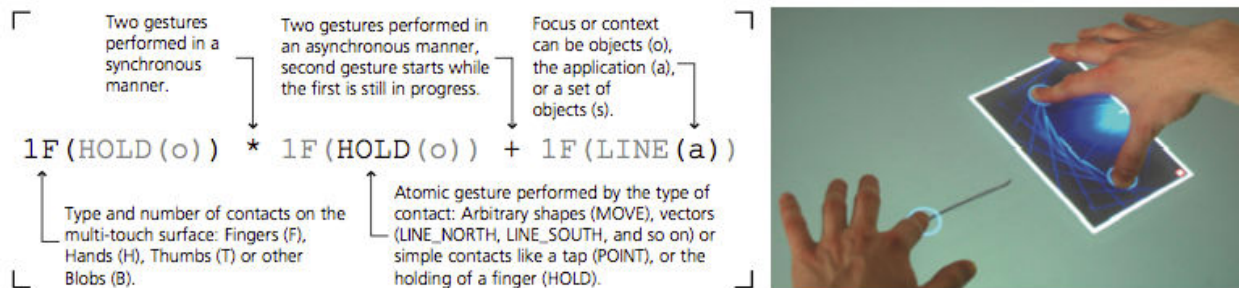 Two gestures
performed in a
synchronous
manner.
Two gestures performed in
an asynchronous manner,
second gesture starts while
the first is still in progress.
Focus or context
can be objects (o),
the application (a),
or a set of
objects (s).
1F(HOLD(o)) * 1F(HOLD(o)) + 1F(LINE(a))
Type and number of contacts on the
multi-touch surface: Fingers (F),
Hands (H), Thumbs (T) or other
Blobs (B).
Atomic gesture performed by the type of
contact: Arbitrary shapes (MOVE), vectors
(LINE_NORTH, LINE_SOUTH, and so on) or
simple contacts like a tap (POINT), or the
holding of a finger (HOLD).